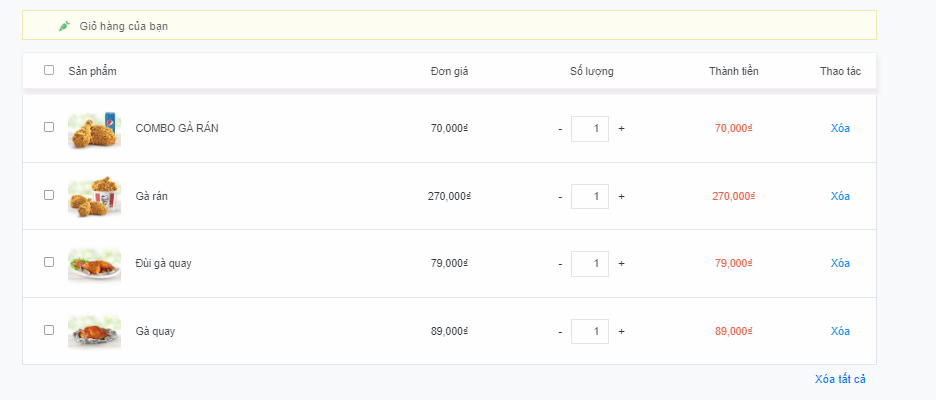 Giỏ hàng của bạn
Sản phẩm Đơn giá Số lượng Thành tiền Thao tác
COMBO GÀ RÁN 70,000₫ - 1 + 70,000₫ Xóa
Gà rán 270,000₫ - 1 + 270,000₫ Xóa
Đùi gà quay 79,000₫ - 1 + 79,000₫ Xóa
Gà quay 89,000₫ - 1 + 89,000₫ Xóa
Xóa tất cả